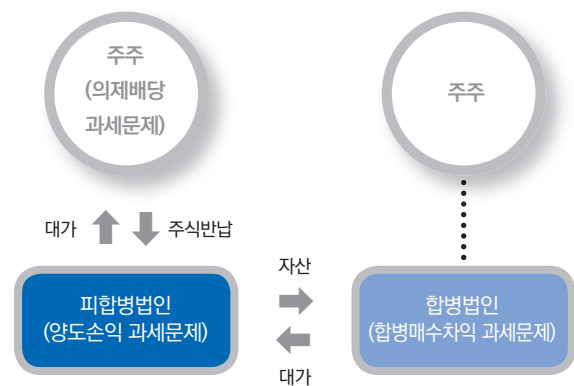 주주
(의제배당
과세문제)
주주
대가
주식반납
자산
피합병법인
(양도손익 과세문제)
합병법인
(합병매수차익 과세문제)
대가